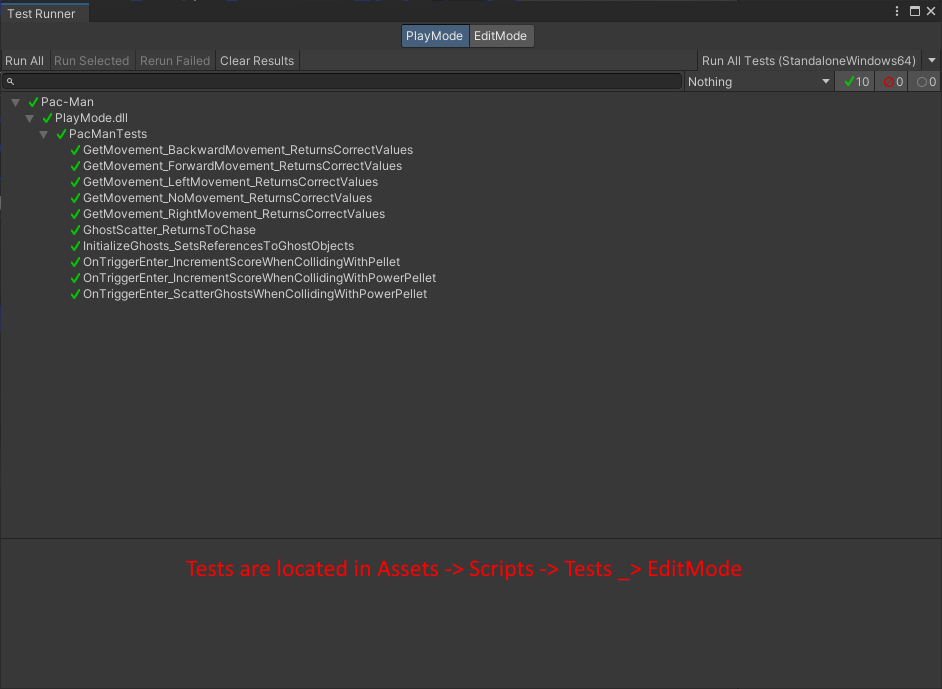 Test Runner
PlayMode EditMode
Run All Run Selected Rerun Failed Clear Results Run All Tests (StandaloneWindows64)
Nothing 10 0 0
Pac-Man
PlayMode.dll
PacManTests
GetMovement_BackwardMovement_ReturnsCorrectValues
GetMovement_ForwardMovement_ReturnsCorrectValues
GetMovement_LeftMovement_ReturnsCorrectValues
GetMovement_NoMovement_ReturnsCorrectValues
GetMovement_RightMovement_ReturnsCorrectValues
GhostScatter_ReturnsToChase
InitializeGhosts_SetsReferencesToGhostObjects
OnTriggerEnter_IncrementScoreWhenCollidingWithPellet
OnTriggerEnter_IncrementScoreWhenCollidingWithPowerPellet
OnTriggerEnter_ScatterGhostsWhenCollidingWithPowerPellet
Tests are located in Assets -> Scripts -> Tests _> EditMode